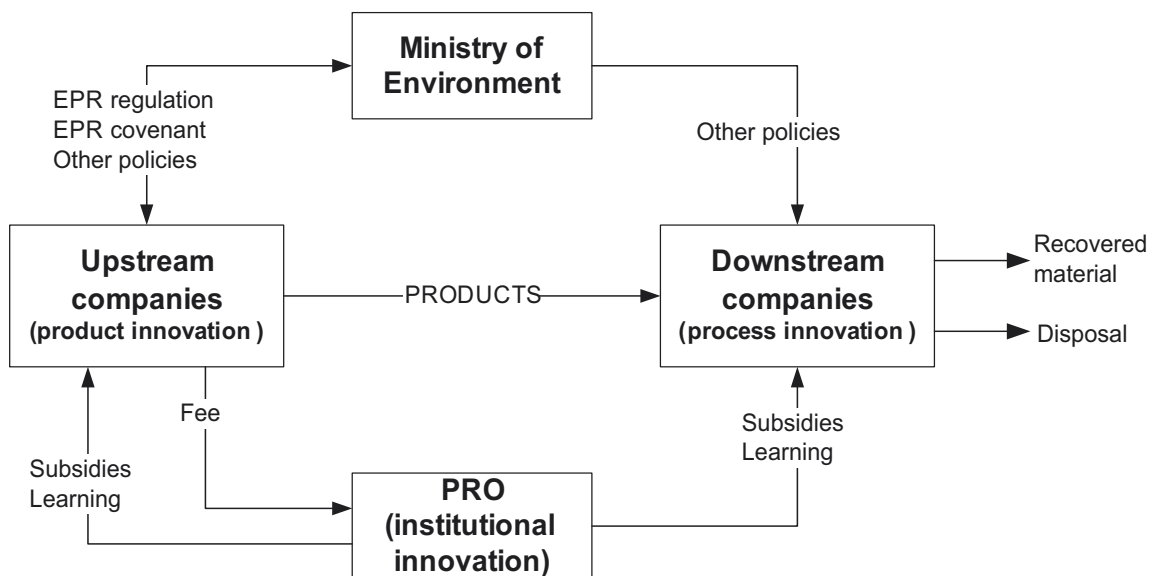 Ministry of
Environment
EPR regulation
EPR covenant
Other policies
Other policies
Upstream
companies
(product innovation )
PRODUCTS
Downstream
companies
(process innovation )
Recovered
material
Disposal
Fee
Subsidies
Learning
Subsidies
Learning
PRO
(institutional
innovation)